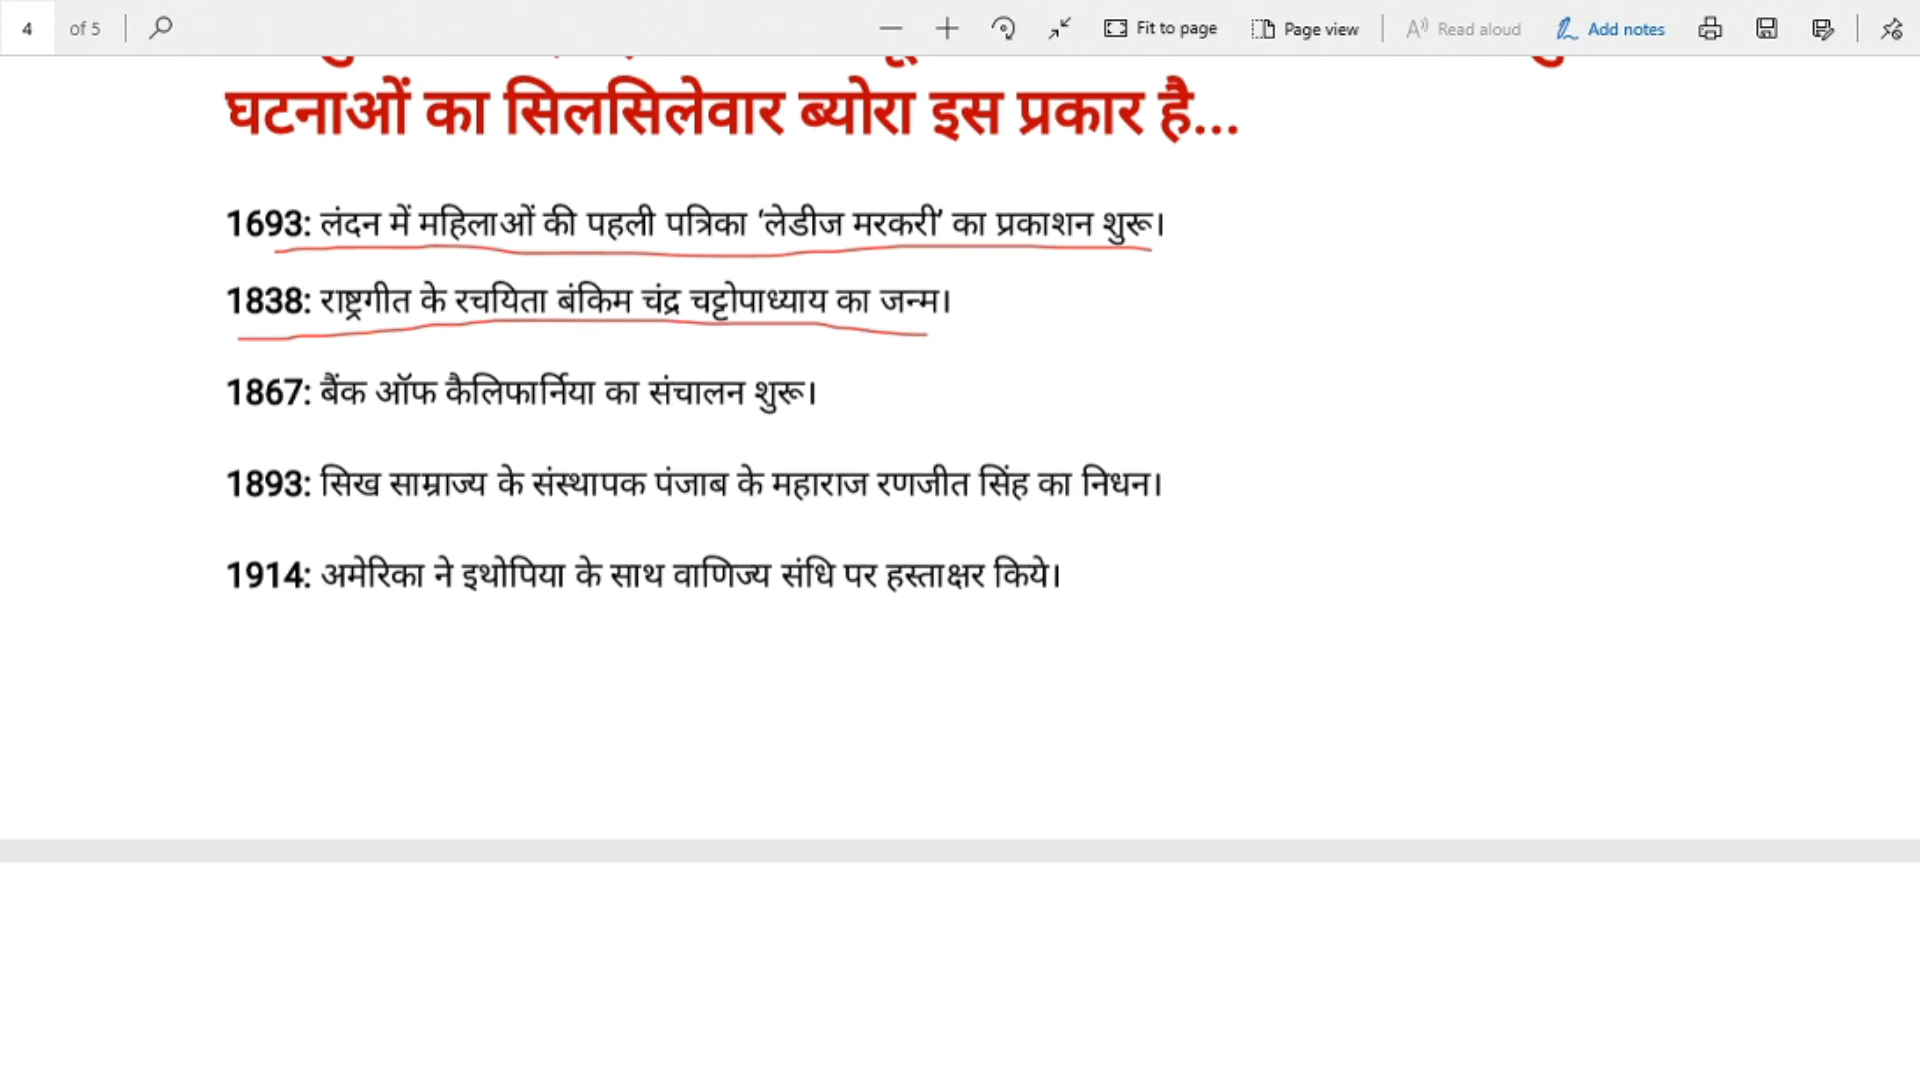 4 of 5 Fit to page Page view Read aloud Add notes
घटनाओं का सिलसिलेवार ब्योरा इस प्रकार है...
1693: लंदन में महिलाओं की पहली पत्रिका ‘लेडीज मरकरी’ का प्रकाशन शुरू।
1838: राष्ट्रगीत के रचयिता बंकिम चंद्र चट्टोपाध्याय का जन्म।
1867: बैंक ऑफ कैलिफार्निया का संचालन शुरू।
1893: सिख साम्राज्य के संस्थापक पंजाब के महाराज रणजीत सिंह का निधन।
1914: अमेरिका ने इथोपिया के साथ वाणिज्य संधि पर हस्ताक्षर किये।